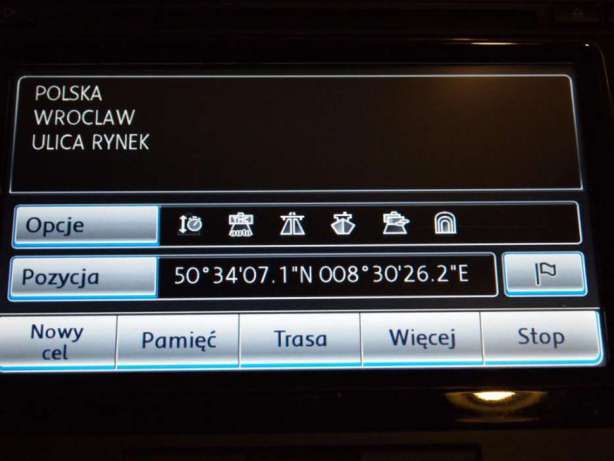 POLSKA
WROCLAW
ULICA RYNEK
Opcje
auto
Pozycja 50°34'07.1"N 008°30'26.2"E
Nowy cel Pamięć Trasa Więcej Stop